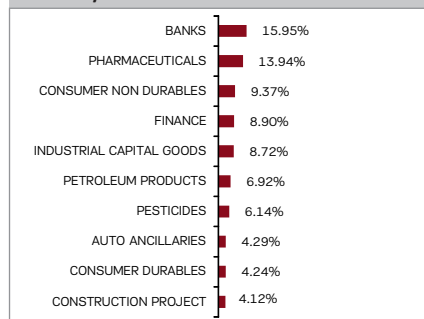 BANKS 15.95%
PHARMACEUTICALS 13.94%
CONSUMER NON DURABLES 9.37%
FINANCE 8.90%
INDUSTRIAL CAPITAL GOODS 8.72%
PETROLEUM PRODUCTS 6.92%
PESTICIDES 6.14%
AUTO ANCILLARIES 4.29%
CONSUMER DURABLES 4.24%
CONSTRUCTION PROJECT 4.12%